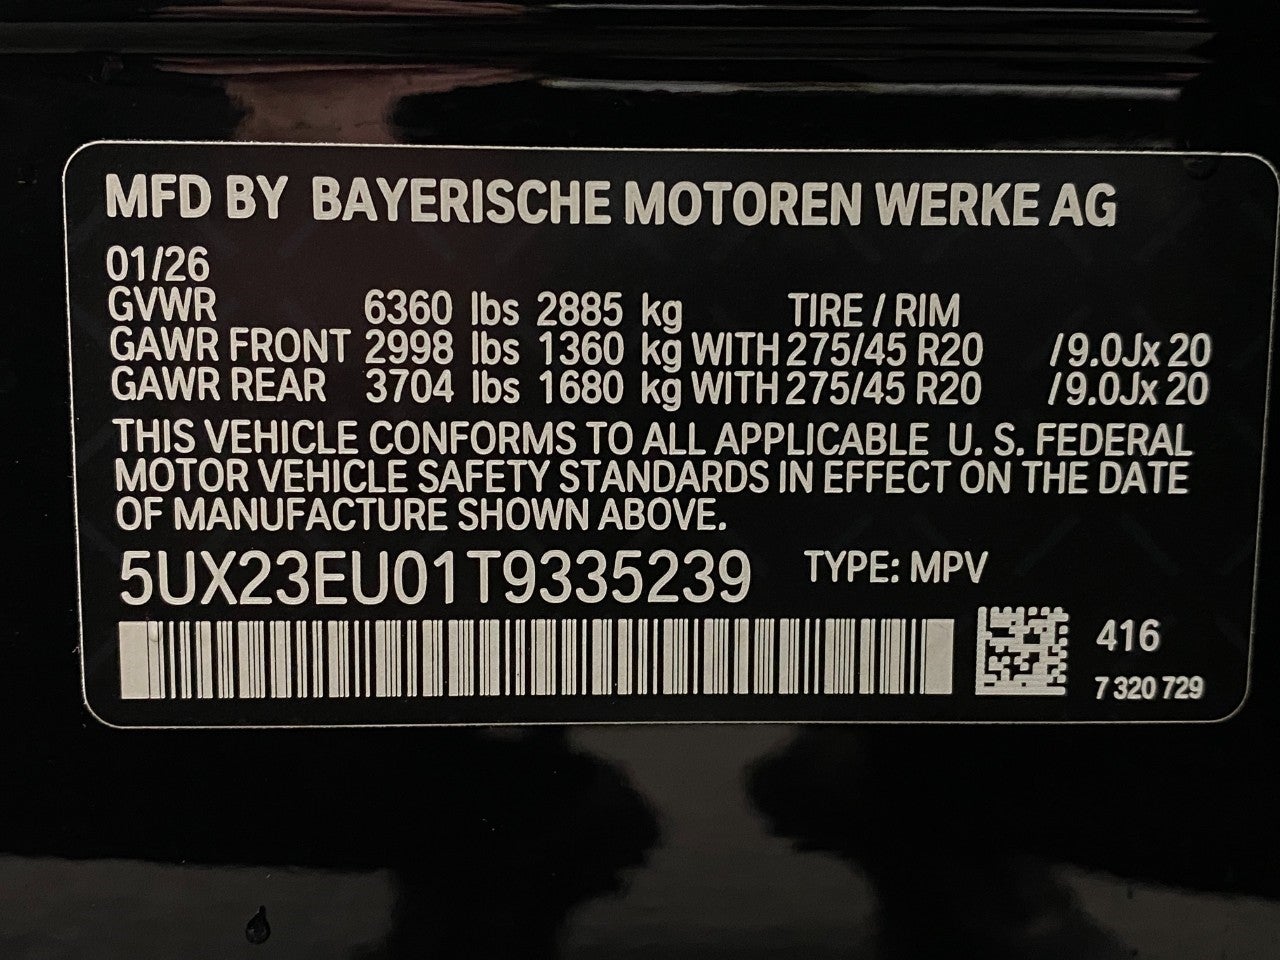 MFD BY BAYERISCHE MOTOREN WERKE AG
01/26
GVWR 6360 lbs 2885 kg TIRE / RIM
GAWR FRONT 2998 lbs 1360 kg WITH 275/45 R20 /9.0Jx 20
GAWR REAR 3704 lbs 1680 kg WITH 275/45 R20 /9.0Jx 20
THIS VEHICLE CONFORMS TO ALL APPLICABLE U. S. FEDERAL
MOTOR VEHICLE SAFETY STANDARDS IN EFFECT ON THE DATE
OF MANUFACTURE SHOWN ABOVE.
5UX23EU01T9335239 TYPE: MPV
416
7 320 729